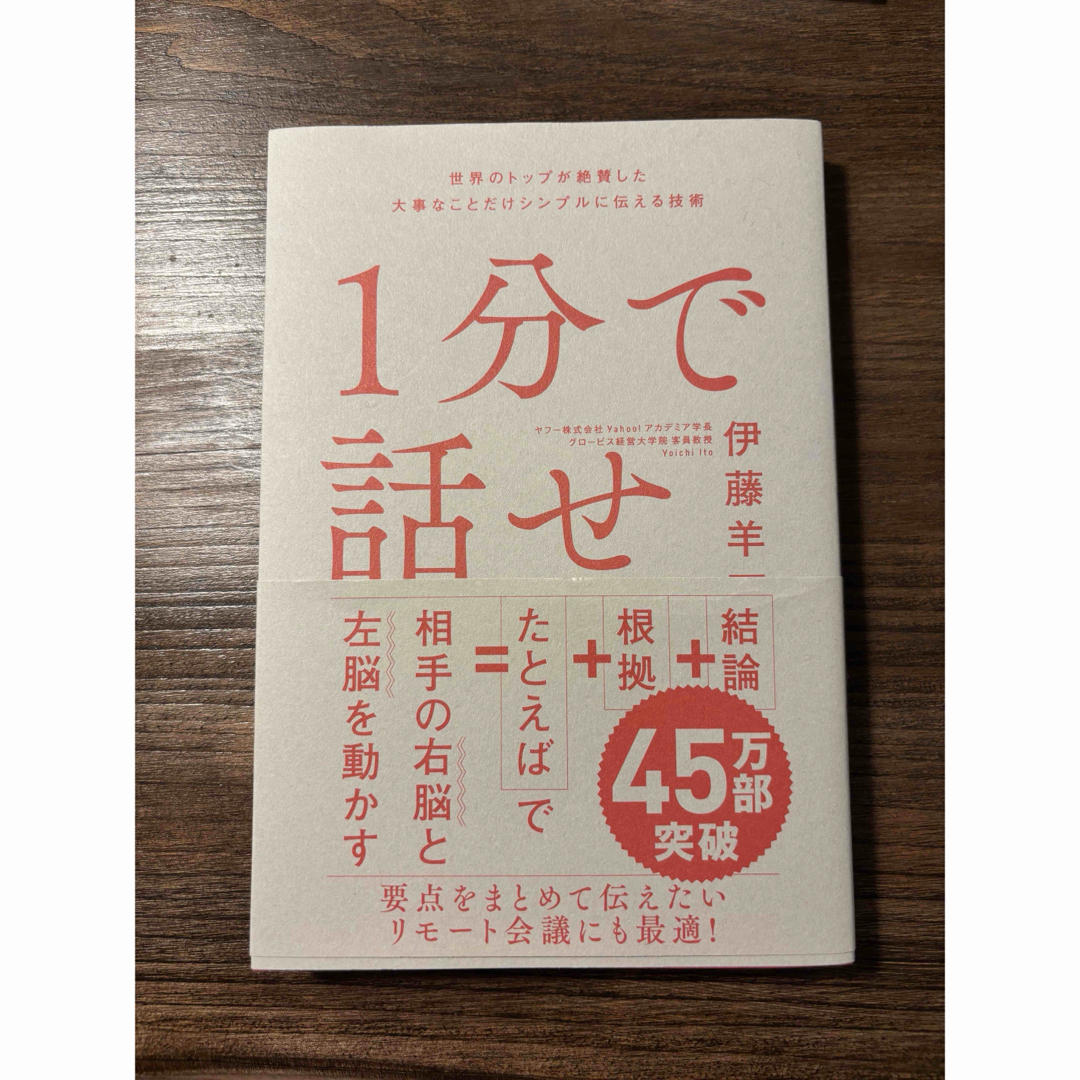 世界のトップが絶賛した
大事なことだけシンプルに伝える技術
1分で
話せ
ヤフー株式会社 Yahoo! アカデミア学長
グロービス経営大学院 客員教授
Yoichi Ito
伊藤羊一
結論
+
根拠
+
たとえばで
=
相手の右脳と
左脳を動かす
45万部
突破
要点をまとめて伝えたい
リモート会議にも最適!